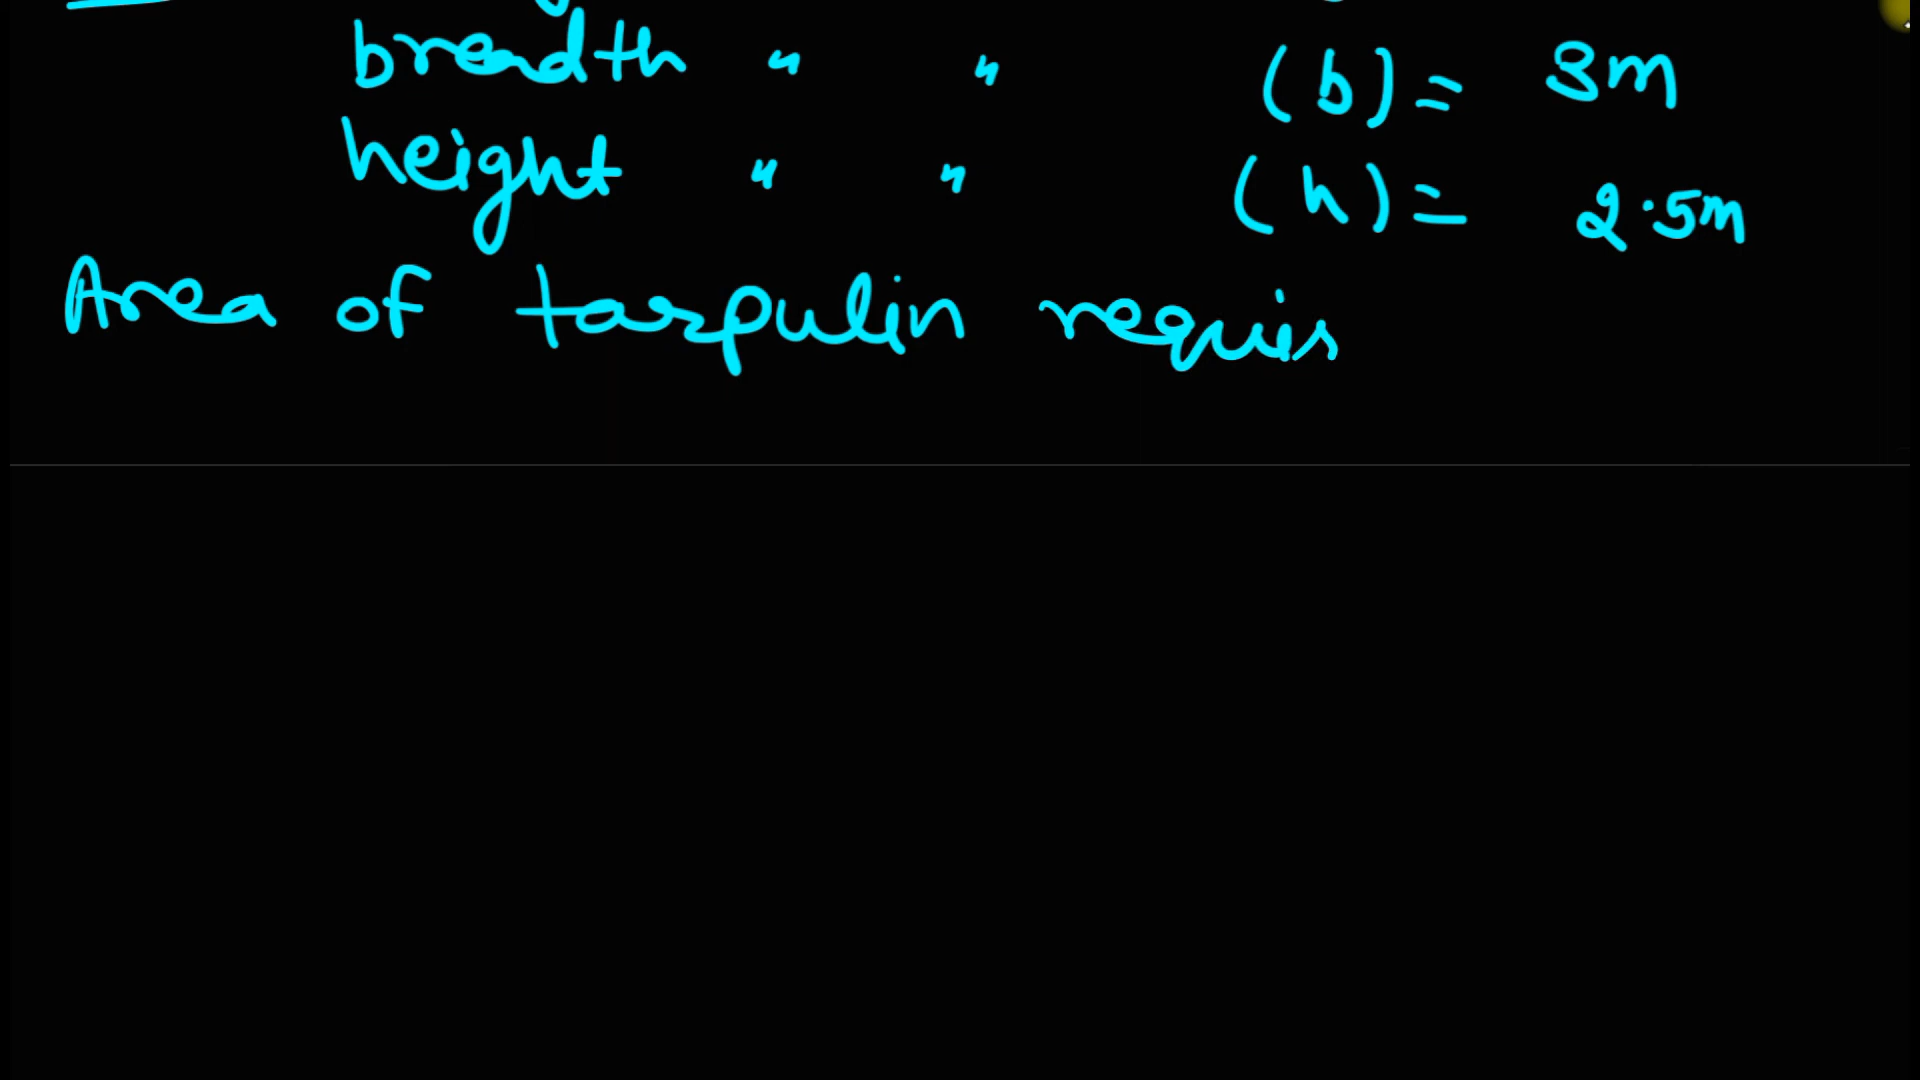 breadth " " (b) = 3m
height " " (h) = 2.5m
Area of tarpulin requir